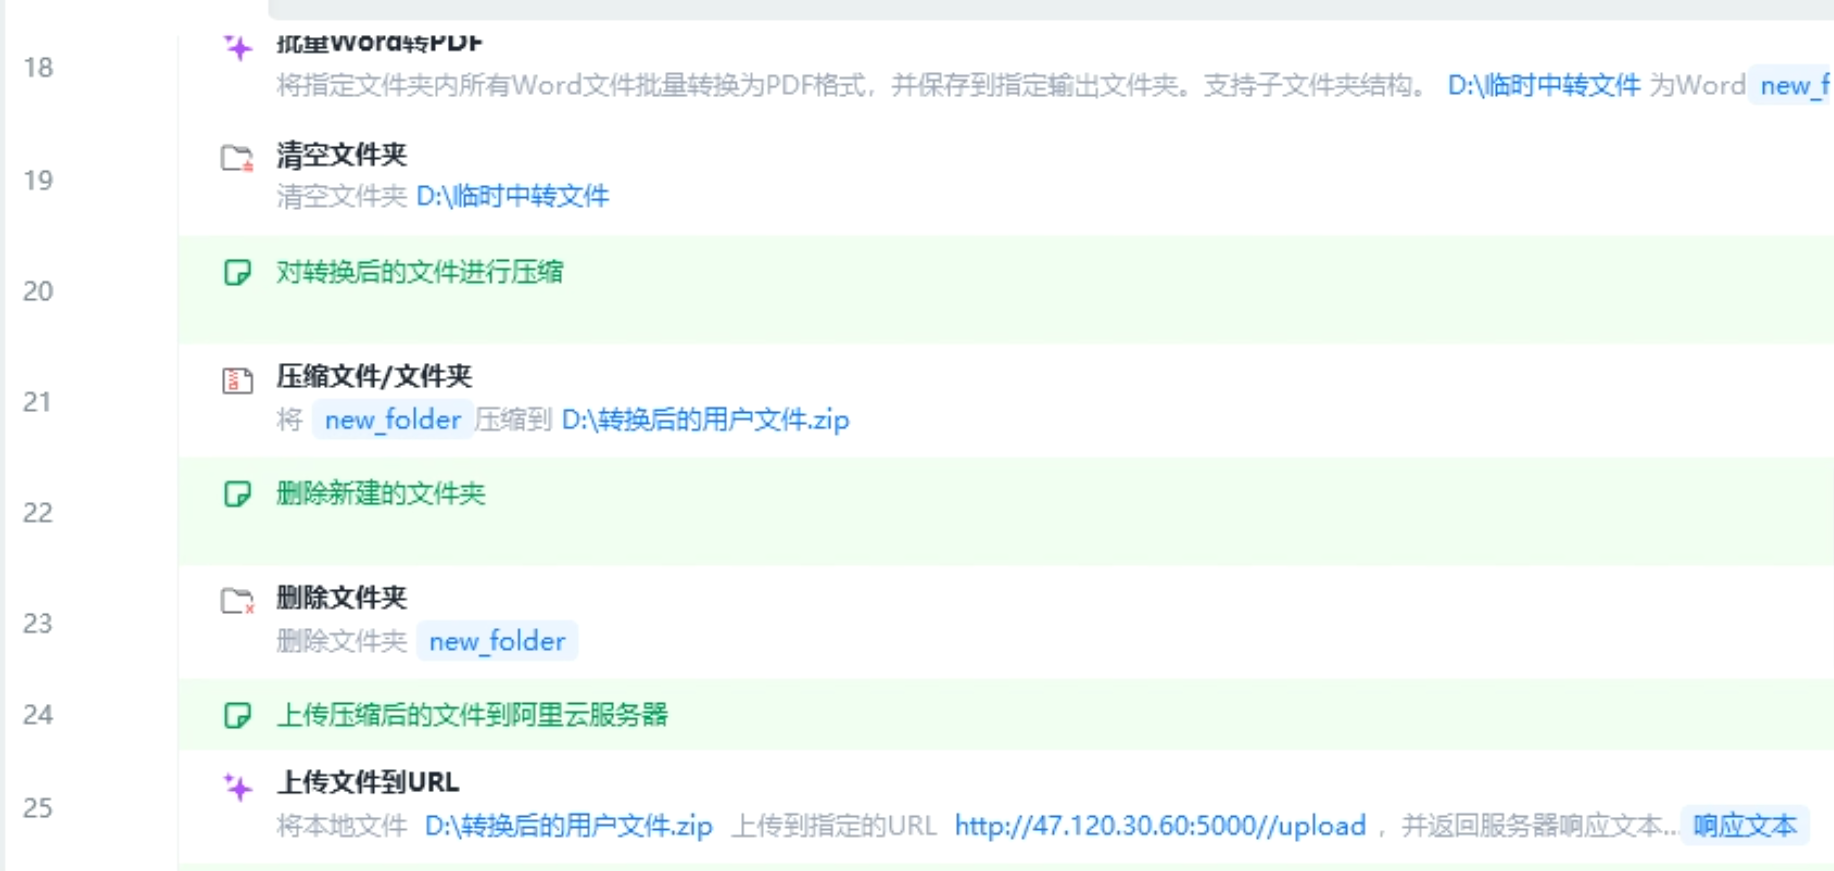 18
批量Word转PDF
将指定文件夹内所有Word文件批量转换为PDF格式，并保存到指定输出文件夹。支持子文件夹结构。 D:\临时中转文件 为Word new_f
19
清空文件夹
清空文件夹 D:\临时中转文件
20
对转换后的文件进行压缩
21
压缩文件/文件夹
将 new_folder 压缩到 D:\转换后的用户文件.zip
22
删除新建的文件夹
23
删除文件夹
删除文件夹 new_folder
24
上传压缩后的文件到阿里云服务器
25
上传文件到URL
将本地文件 D:\转换后的用户文件.zip 上传到指定的URL http://47.120.30.60:5000//upload ，并返回服务器响应文本... 响应文本